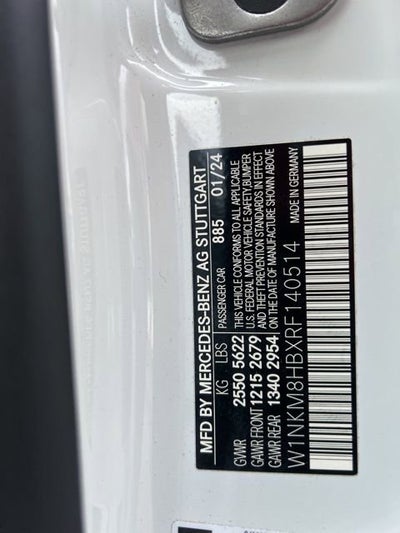 MFD BY MERCEDES-BENZ AG STUTTGART
KG LBS PASSENGER CAR 885 01/24
GVWR 2550 5622
GAWR FRONT 1215 2679
GAWR REAR 1340 2954
THIS VEHICLE CONFORMS TO ALL APPLICABLE
U.S. FEDERAL MOTOR VEHICLE SAFETY,BUMPER
AND THEFT PREVENTION STANDARDS IN EFFECT
ON THE DATE OF MANUFACTURE SHOWN ABOVE
W1NKM8HBXRF140514
MADE IN GERMANY